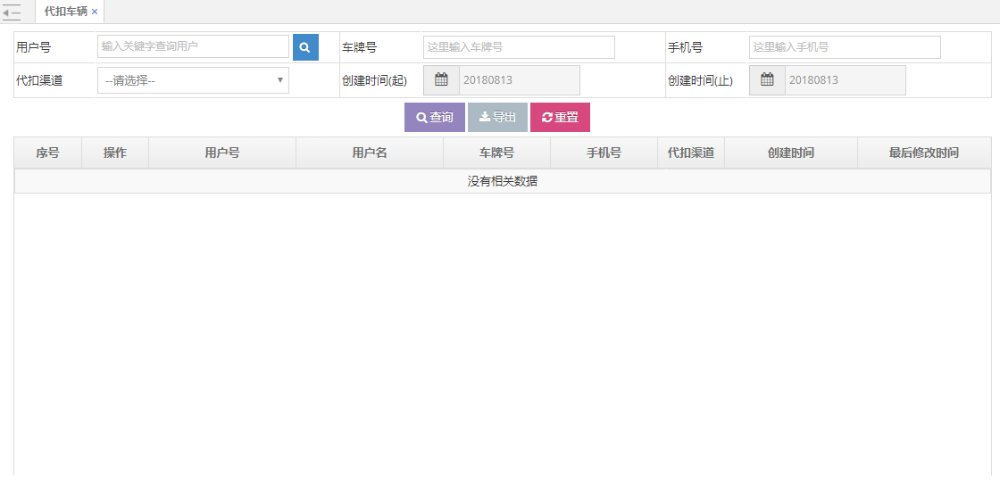 代扣车辆 ×
用户号 输入关键字查询用户 车牌号 这里输入车牌号 手机号 这里输入手机号
代扣渠道 --请选择-- 创建时间(起) 20180813 创建时间(止) 20180813
查询 导出 重置
序号 操作 用户号 用户名 车牌号 手机号 代扣渠道 创建时间 最后修改时间
没有相关数据